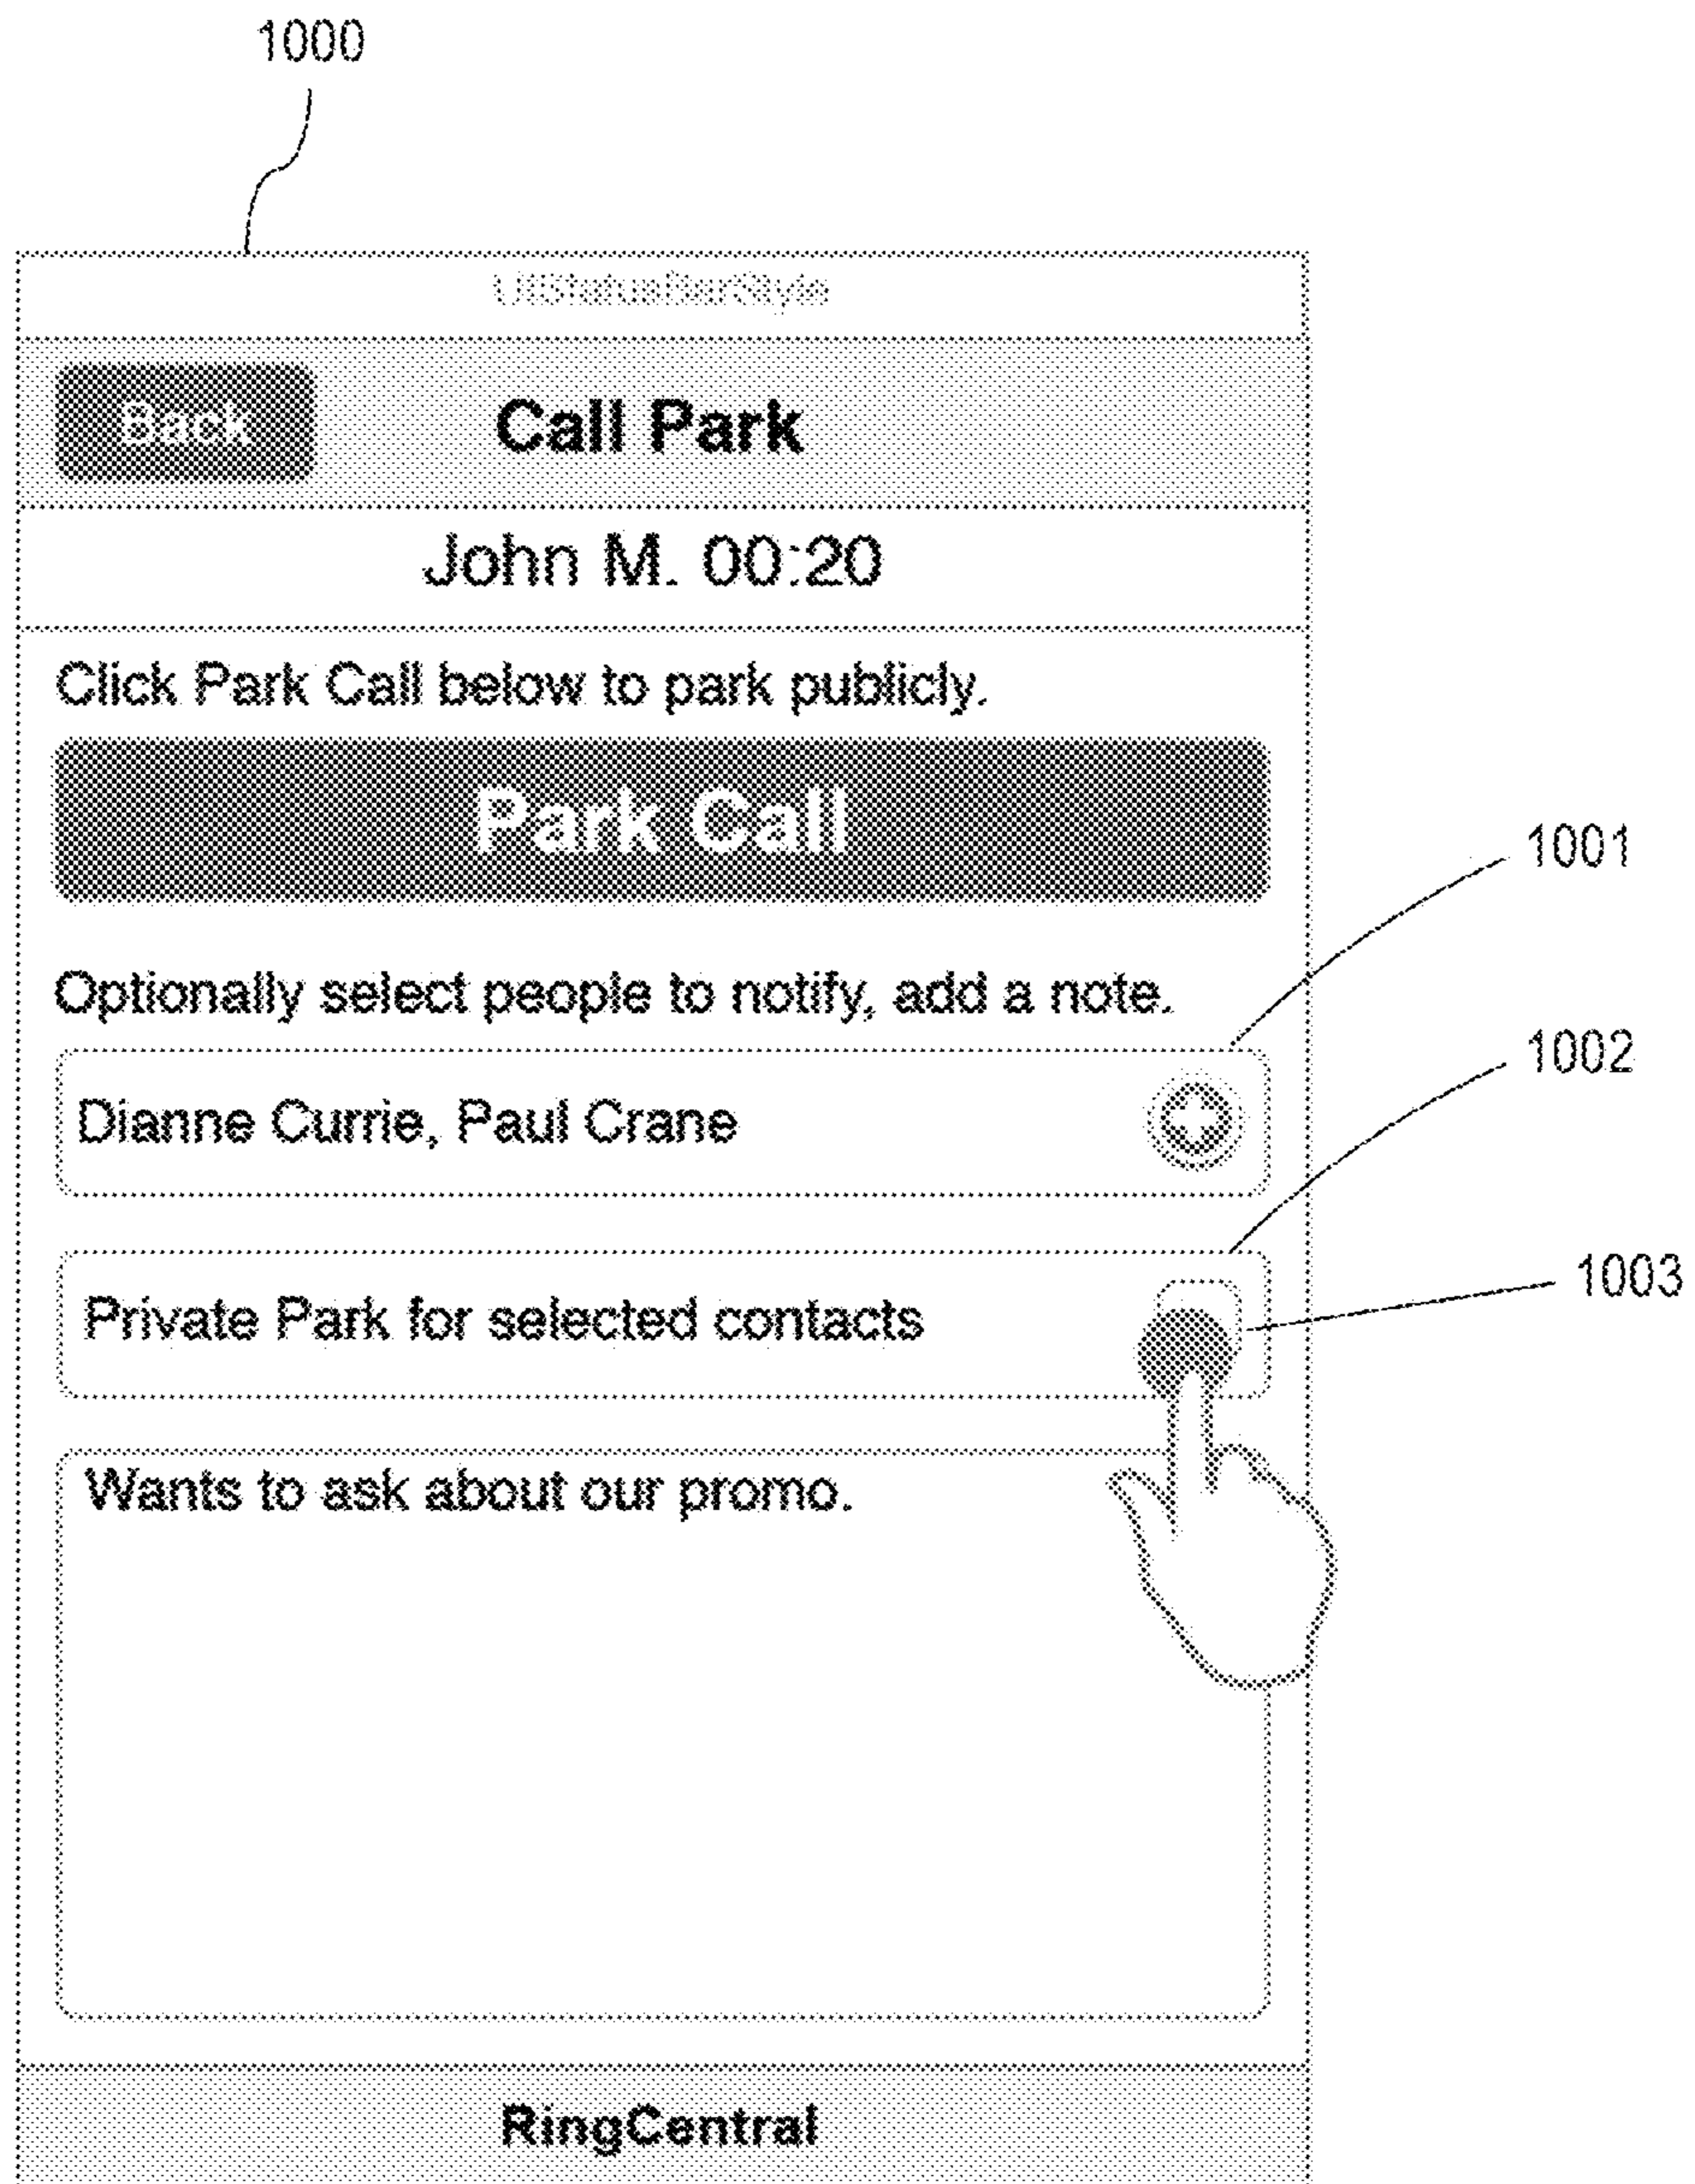 1000
UIStatusBarStyle
Back
Call Park
John M. 00:20
Click Park Call below to park publicly.
Park Call
1001
Optionally select people to notify, add a note.
1002
Dianne Currie, Paul Crane
1003
Private Park for selected contacts
Wants to ask about our promo.
RingCentral